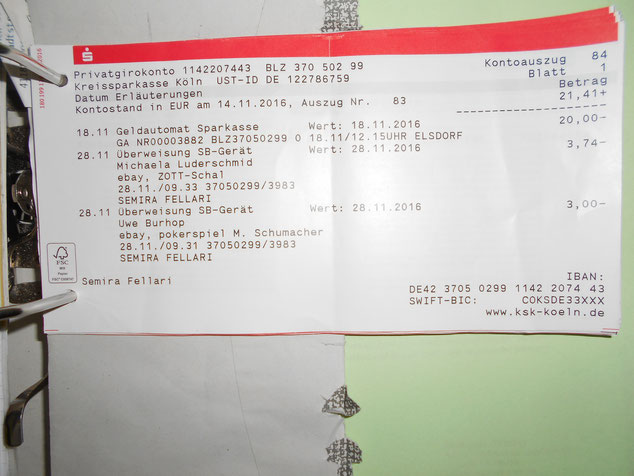 Privatgirokonto 1142207443 BLZ 370 502 99 Kontoauszug 84
Kreissparkasse Köln UST-ID DE 122786759 Blatt 1
Datum Erläuterungen Betrag
Kontostand in EUR am 14.11.2016, Auszug Nr. 83 21,41+
18.11 Geldautomat Sparkasse Wert: 18.11.2016 20,00-
GA NR00003882 BLZ37050299 0 18.11/12.15UHR ELSDORF
28.11 Überweisung SB-Gerät Wert: 28.11.2016 3,74-
Michaela Luderschmid
ebay, ZOTT-Schal
28.11./09.33 37050299/3983
SEMIRA FELLARI
28.11 Überweisung SB-Gerät Wert: 28.11.2016 3,00-
Uwe Burhop
ebay, pokerspiel M. Schumacher
28.11./09.31 37050299/3983
SEMIRA FELLARI
FSC
Semira Fellari
IBAN:
DE42 3705 0299 1142 2074 43
SWIFT-BIC: COKSDE33XXX
www.ksk-koeln.de